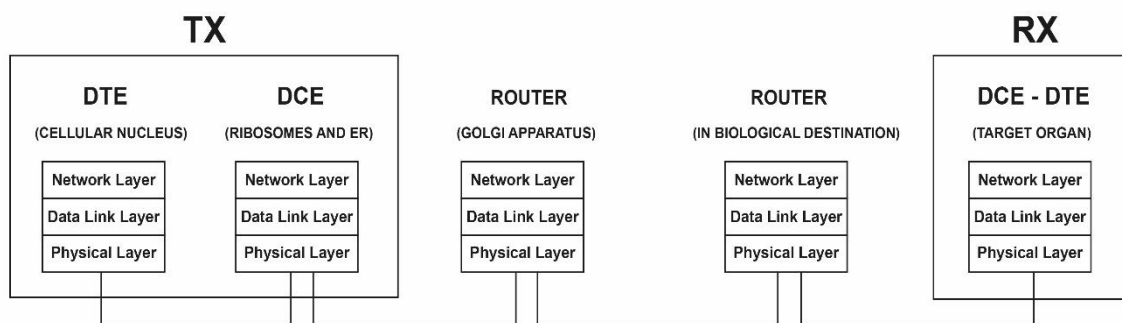 TX
RX
DTE
DCE
ROUTER
ROUTER
DCE - DTE
(CELLULAR NUCLEUS)
(RIBOSOMES AND ER)
(GOLGI APPARATUS)
(IN BIOLOGICAL DESTINATION)
(TARGET ORGAN)
Network Layer
Network Layer
Network Layer
Network Layer
Network Layer
Data Link Layer
Data Link Layer
Data Link Layer
Data Link Layer
Data Link Layer
Physical Layer
Physical Layer
Physical Layer
Physical Layer
Physical Layer